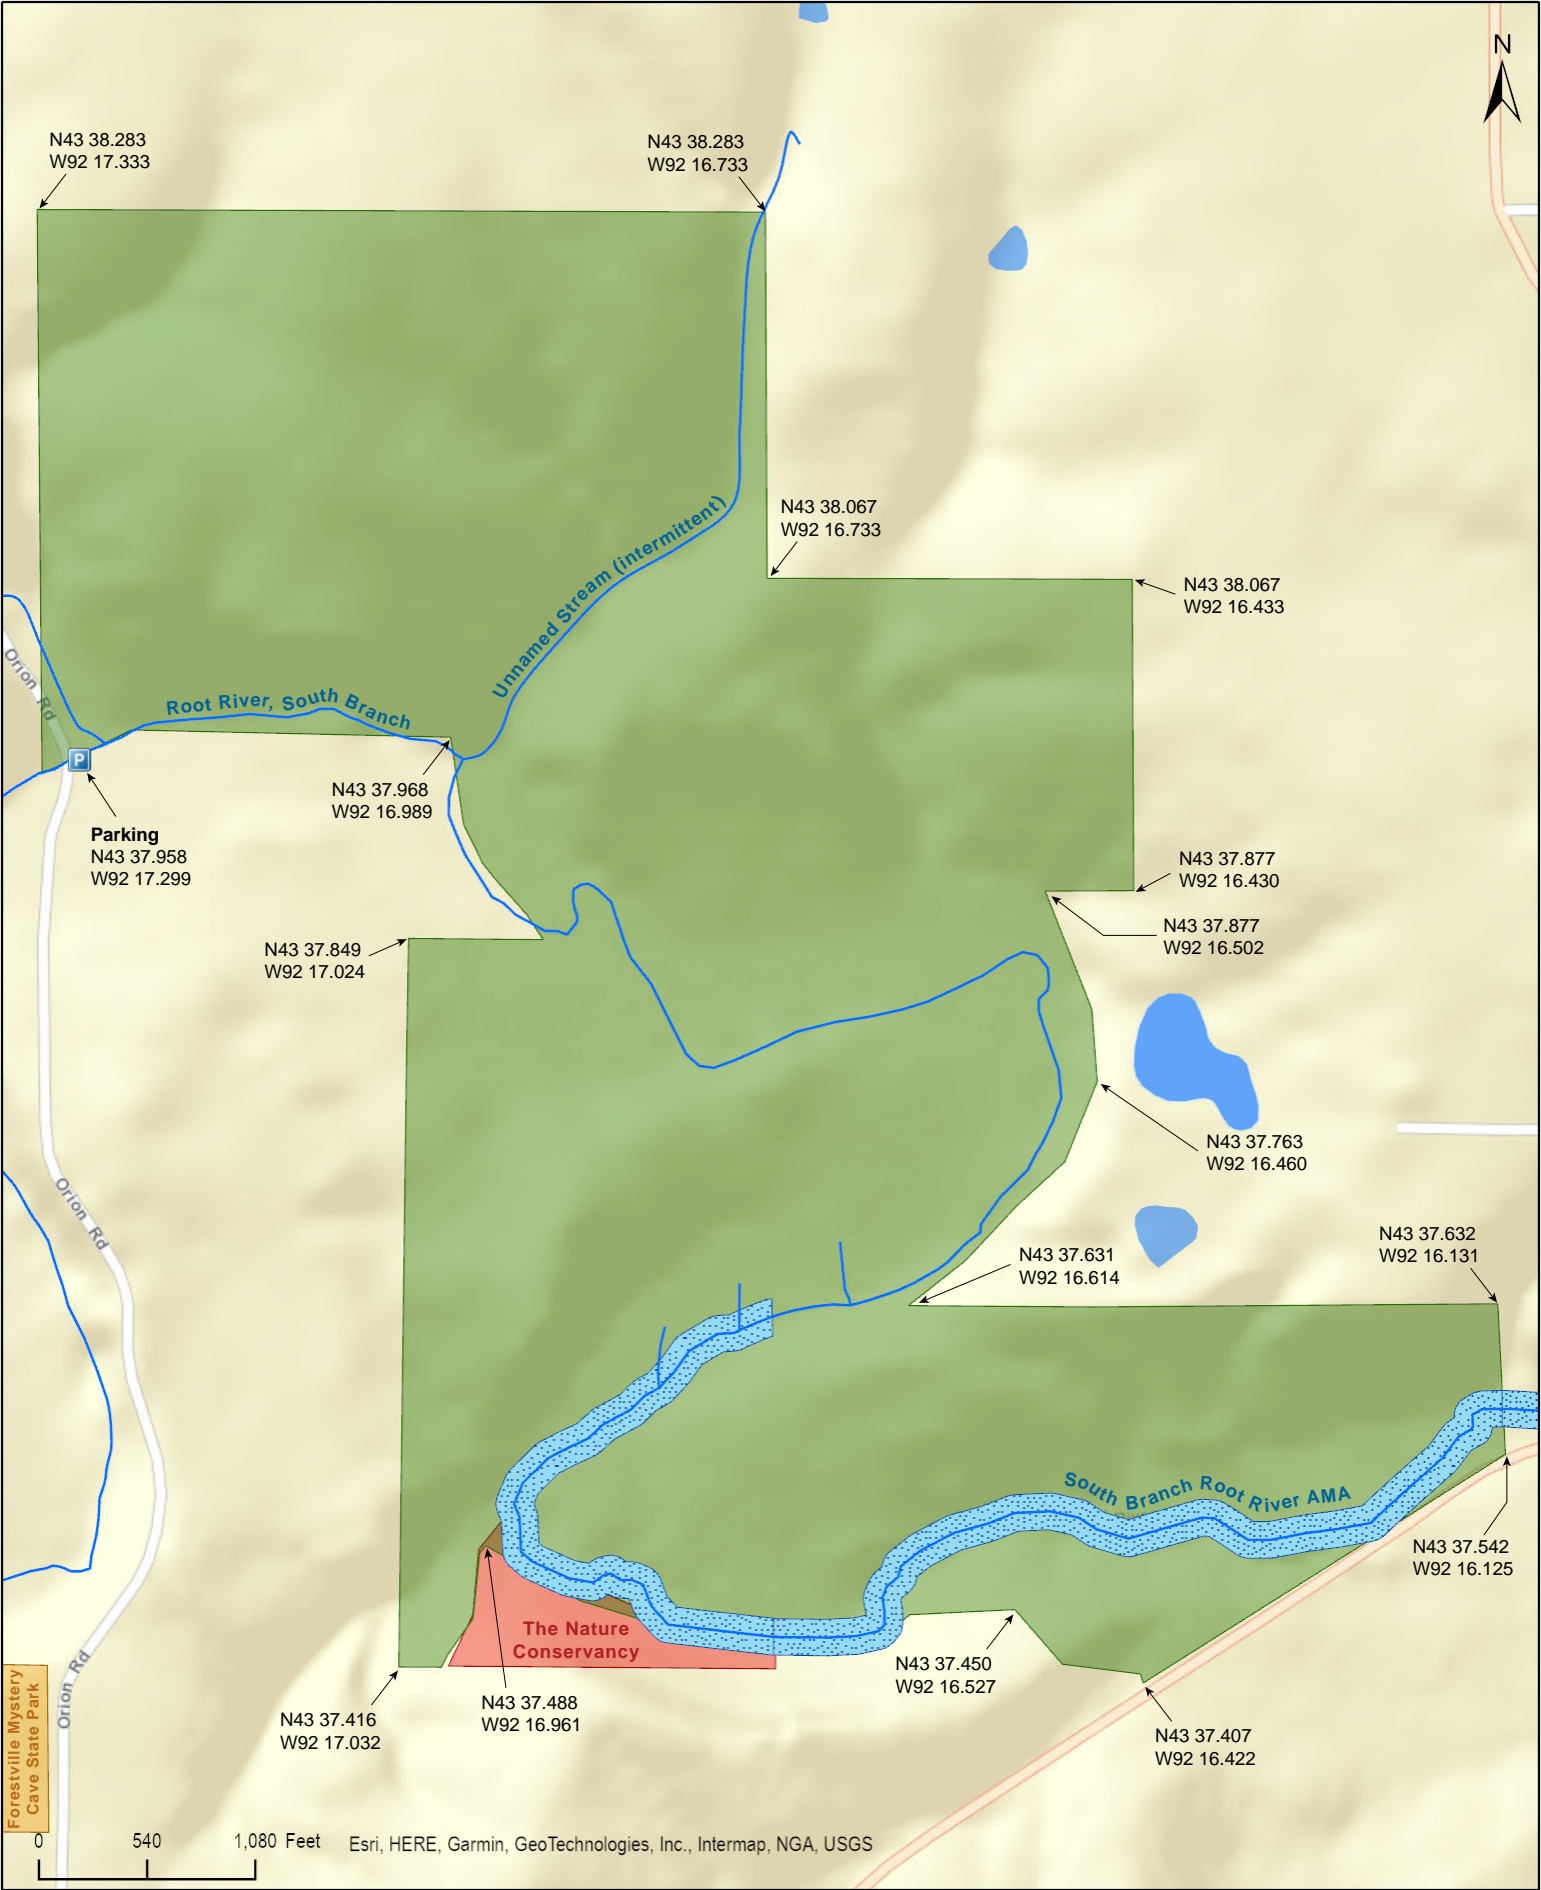 N
N43 38.283
W92 17.333
N43 38.283
W92 16.733
N43 38.067
W92 16.733
N43 38.067
W92 16.433
Unnamed Stream (intermittent)
Orion Rd
Root River, South Branch
P
N43 37.968
W92 16.989
Parking
N43 37.958
W92 17.299
N43 37.877
W92 16.430
N43 37.877
W92 16.502
N43 37.849
W92 17.024
N43 37.763
W92 16.460
Orion Rd
N43 37.632
W92 16.131
N43 37.631
W92 16.614
South Branch Root River AMA
N43 37.542
W92 16.125
The Nature
Conservancy
N43 37.450
W92 16.527
Orion Rd
N43 37.488
W92 16.961
N43 37.416
W92 17.032
N43 37.407
W92 16.422
Forestville Mystery
Cave State Park
0 540 1,080 Feet
Esri, HERE, Garmin, GeoTechnologies, Inc., Intermap, NGA, USGS